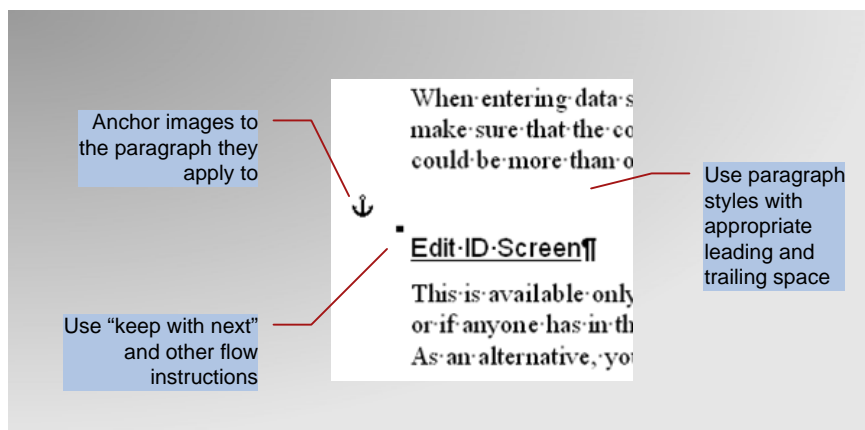 Anchor images to
the paragraph they
apply to
Use “keep with next”
and other flow
instructions
When·entering·data·s
make·sure·that·the·co
could·be·more·than·o
Edit·ID·Screen¶
This·is·available·only
or·if·anyone·has·in·th
As·an·alternative,·you
Use paragraph
styles with
appropriate
leading and
trailing space